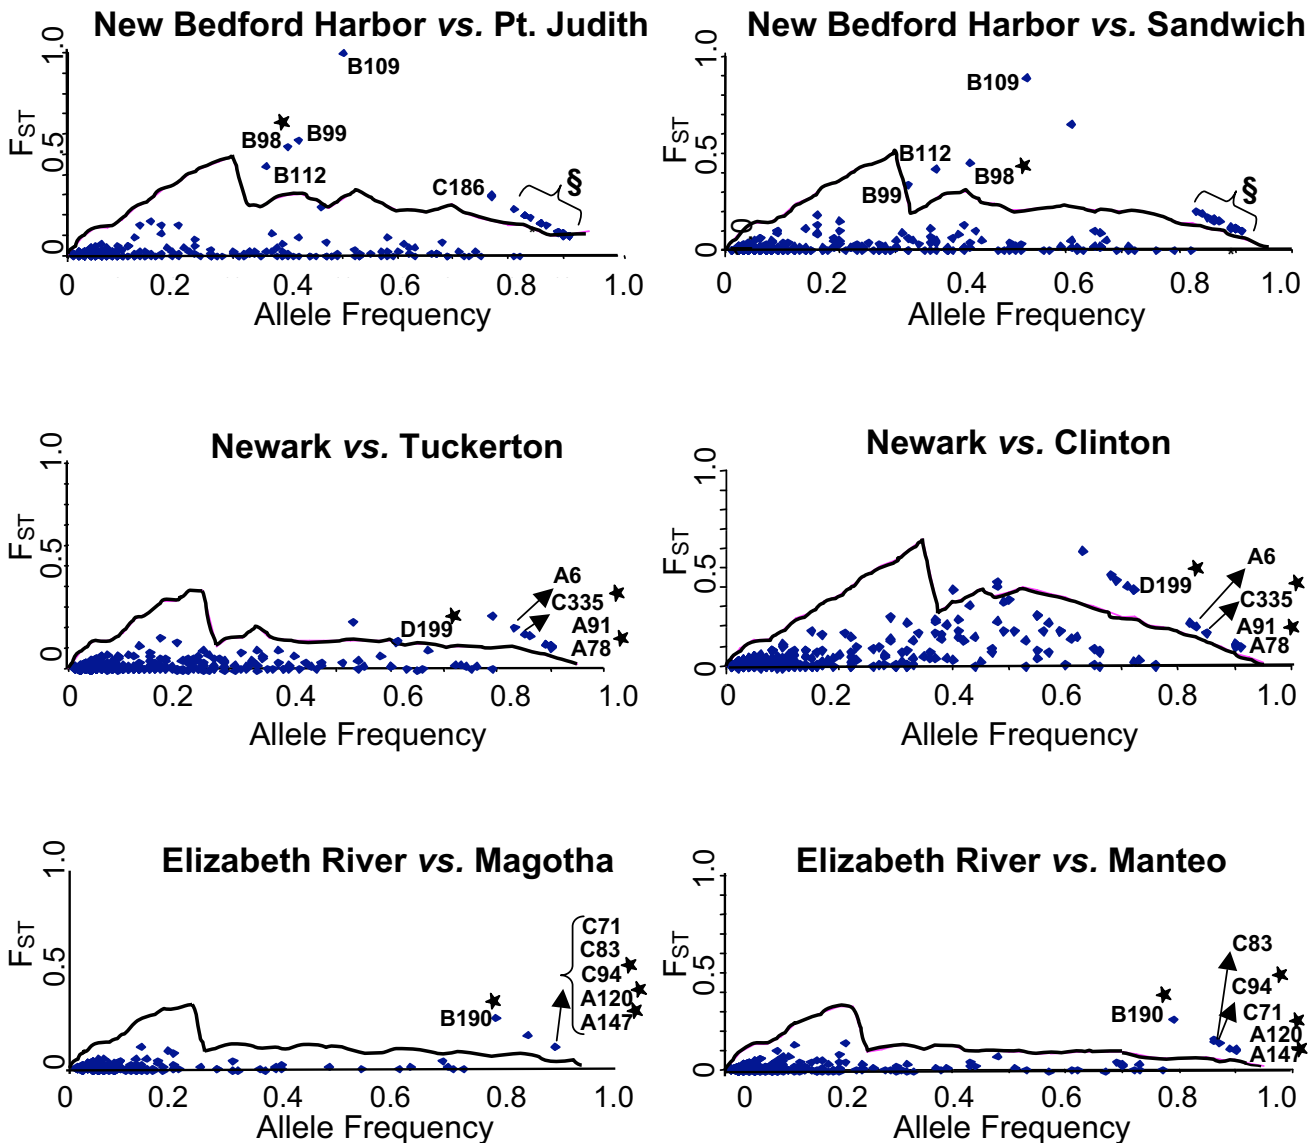 New Bedford Harbor vs. Pt. Judith
1.0
0.5
0
FST
B109
B98
B99
B112
C186
§
0 0.2 0.4 0.6 0.8 1.0
Allele Frequency
New Bedford Harbor vs. Sandwich
1.0
0.5
0
FST
B109
B112
B98
B99
§
0 0.2 0.4 0.6 0.8 1.0
Allele Frequency
Newark vs. Tuckerton
1.0
0.5
0
FST
A6
C335
D199
A91
A78
0 0.2 0.4 0.6 0.8 1.0
Allele Frequency
Newark vs. Clinton
1.0
0.5
0
FST
A6
D199
C335
A91
A78
0 0.2 0.4 0.6 0.8 1.0
Allele Frequency
Elizabeth River vs. Magotha
1.0
0.5
0
FST
C71
C83
C94
A120
B190
A147
0 0.2 0.4 0.6 0.8 1.0
Allele Frequency
Elizabeth River vs. Manteo
1.0
0.5
0
FST
C83
C94
B190
C71
A120
A147
0 0.2 0.4 0.6 0.8 1.0
Allele Frequency